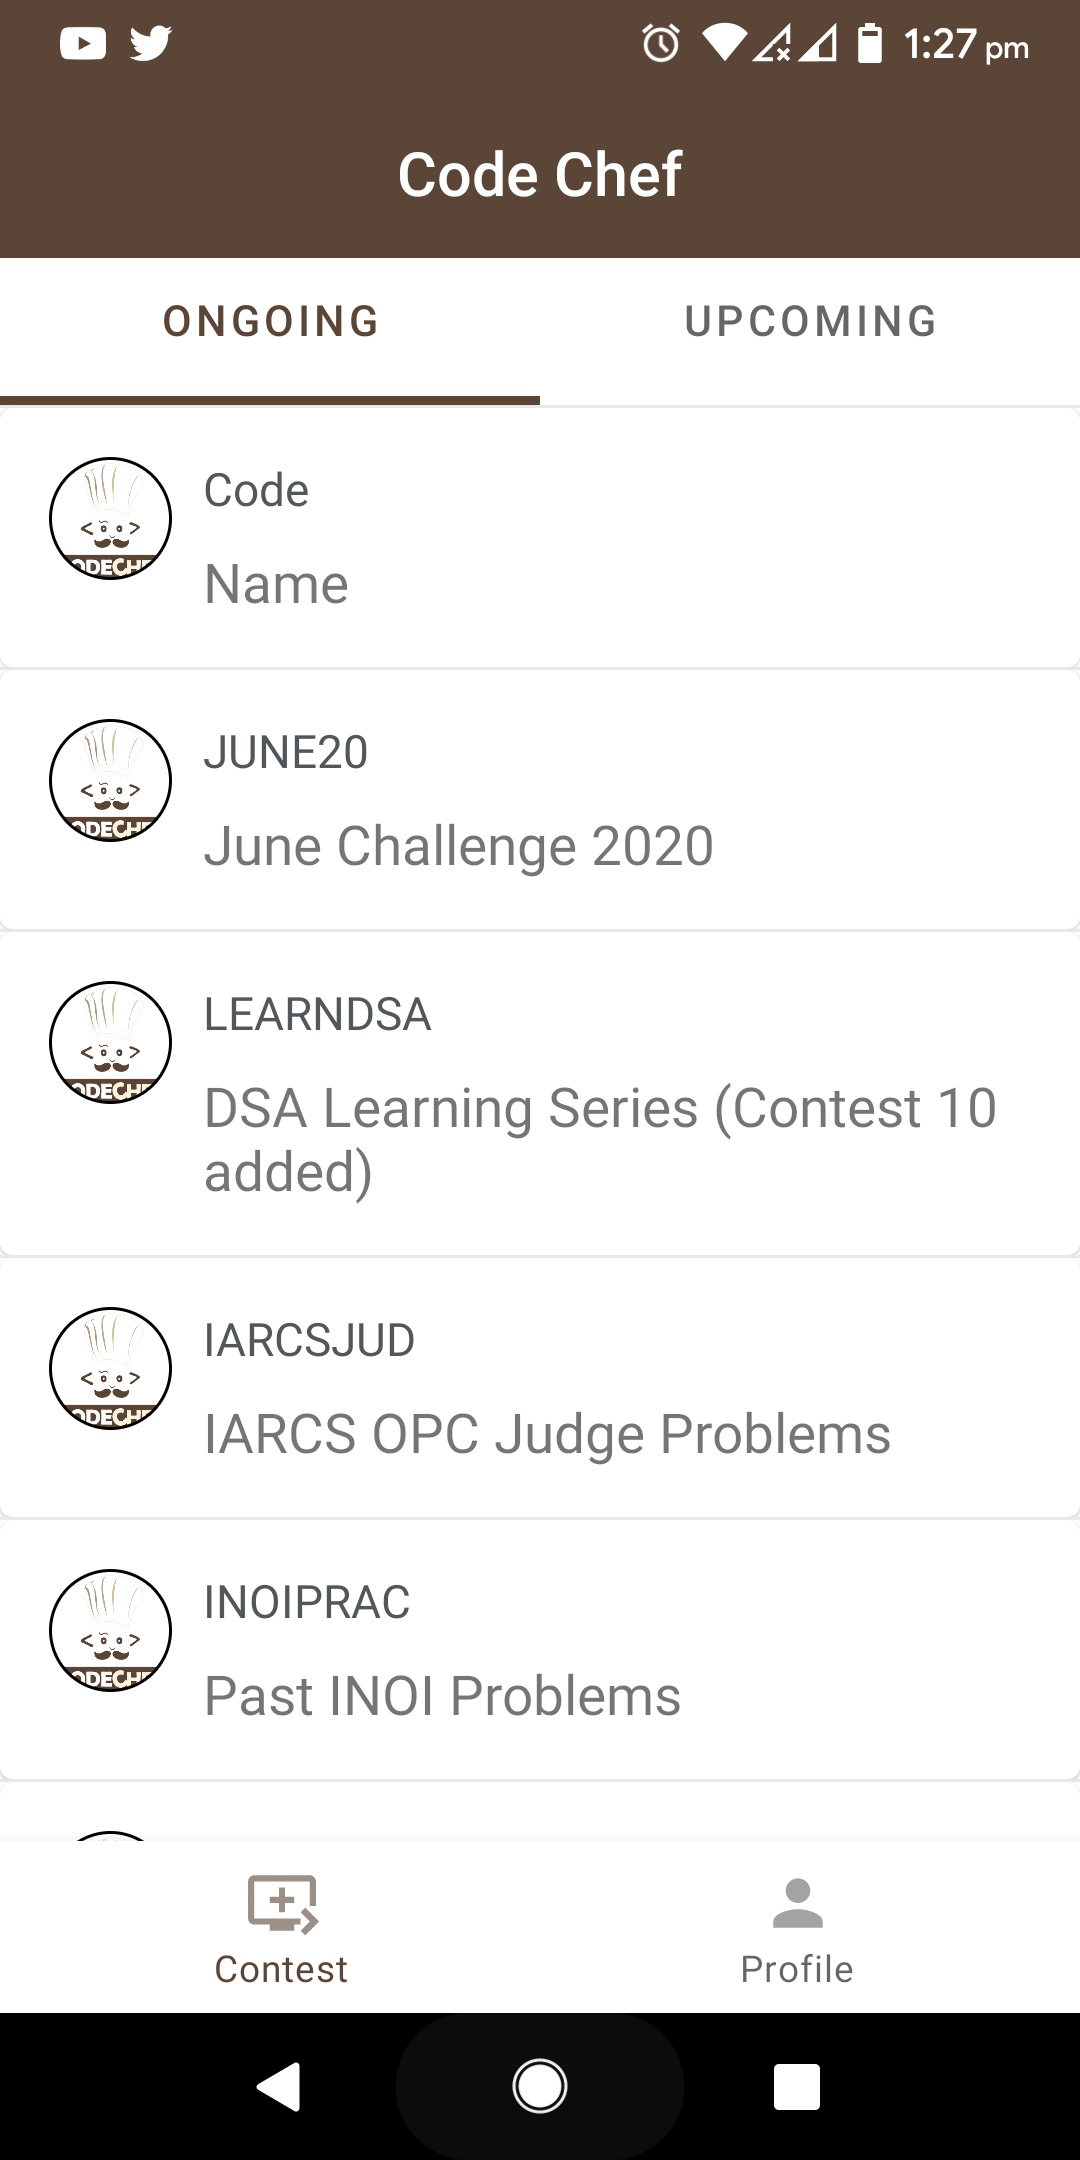 1:27 pm
Code Chef
ONGOING
UPCOMING
Code
Name
JUNE20
June Challenge 2020
LEARNDSA
DSA Learning Series (Contest 10
added)
IARCSJUD
IARCS OPC Judge Problems
INOIPRAC
Past INOI Problems
Contest
Profile